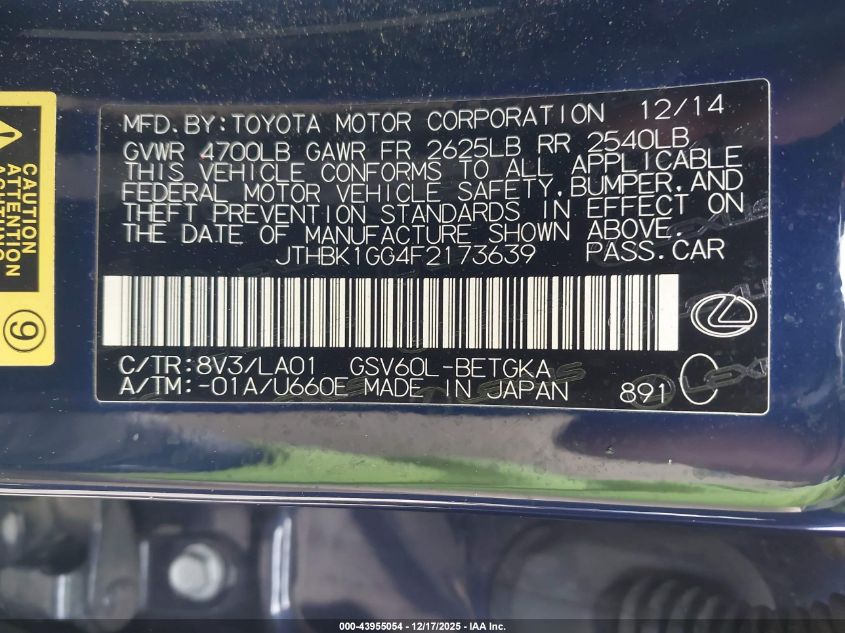 MFD.BY:TOYOTA MOTOR CORPORATION 12/14
GVWR 4700LB GAWR FR 2625LB RR 2540LB
THIS VEHICLE CONFORMS TO ALL APPLICABLE
FEDERAL MOTOR VEHICLE SAFETY,BUMPER,AND
THEFT PREVENTION STANDARDS IN EFFECT ON
THE DATE OF MANUFACTURE SHOWN ABOVE.
JTHBK1GG4F2173639 PASS.CAR
C/TR:8V3/LA01 GSV60L-BETGKA
A/TM:-01A/U660E MADE IN JAPAN 891
LEXUS
CAUTION
ATTENTION
9
000-43955054 - 12/17/2025 - IAA Inc.